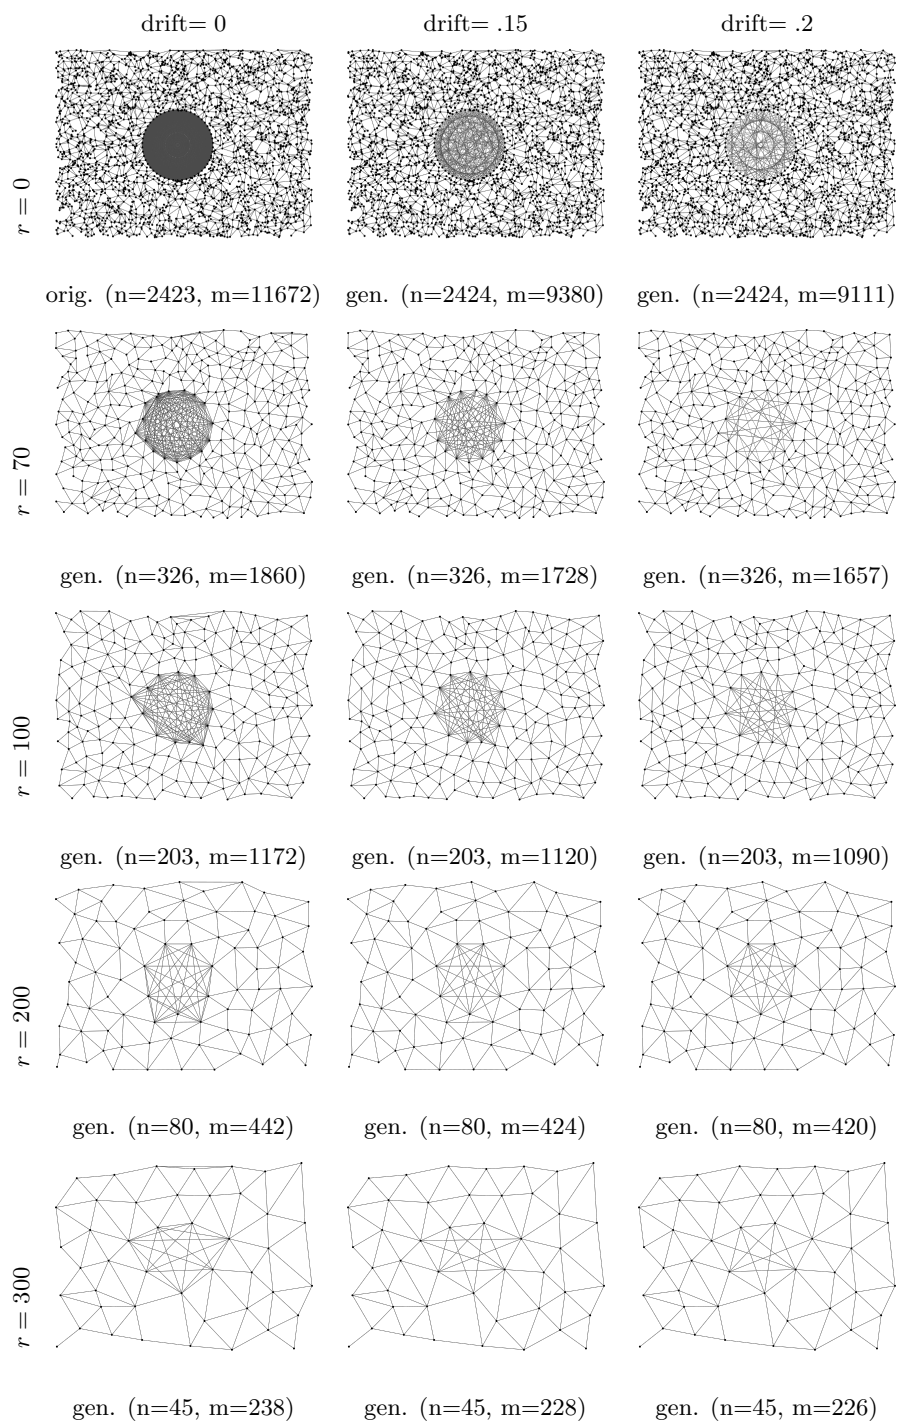 drift= 0 drift= .15 drift= .2
r = 0
orig. (n=2423, m=11672) gen. (n=2424, m=9380) gen. (n=2424, m=9111)
r = 70
gen. (n=326, m=1860) gen. (n=326, m=1728) gen. (n=326, m=1657)
r = 100
gen. (n=203, m=1172) gen. (n=203, m=1120) gen. (n=203, m=1090)
r = 200
gen. (n=80, m=442) gen. (n=80, m=424) gen. (n=80, m=420)
r = 300
gen. (n=45, m=238) gen. (n=45, m=228) gen. (n=45, m=226)